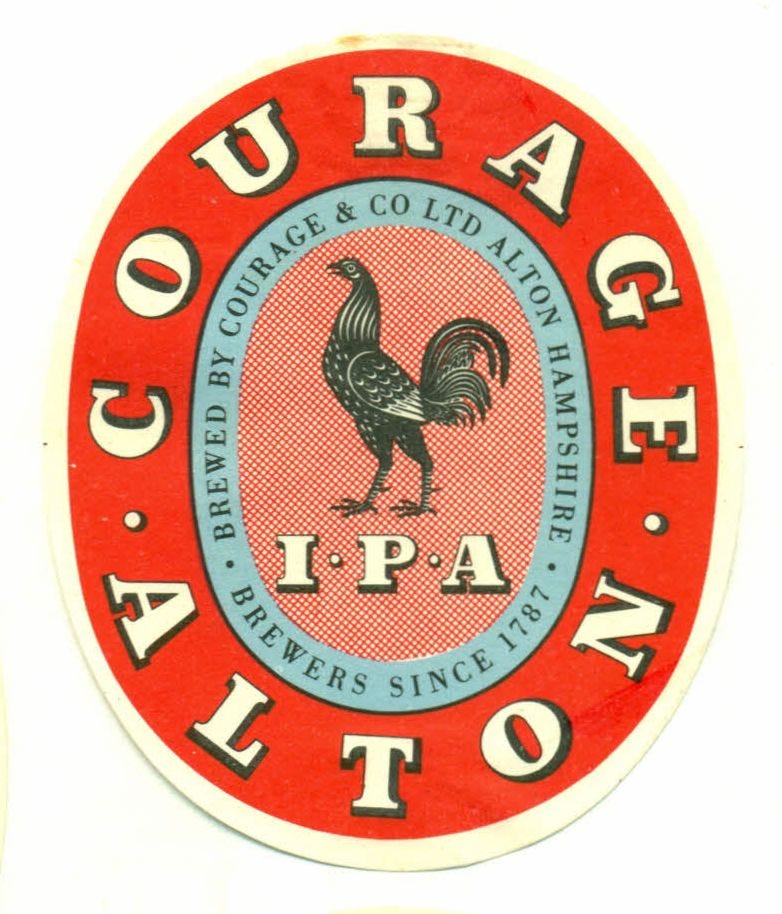 COURAGE · ALTON ·
BREWED BY COURAGE & CO LTD ALTON HAMPSHIRE ·
BREWERS SINCE 1787 ·
I·P·A